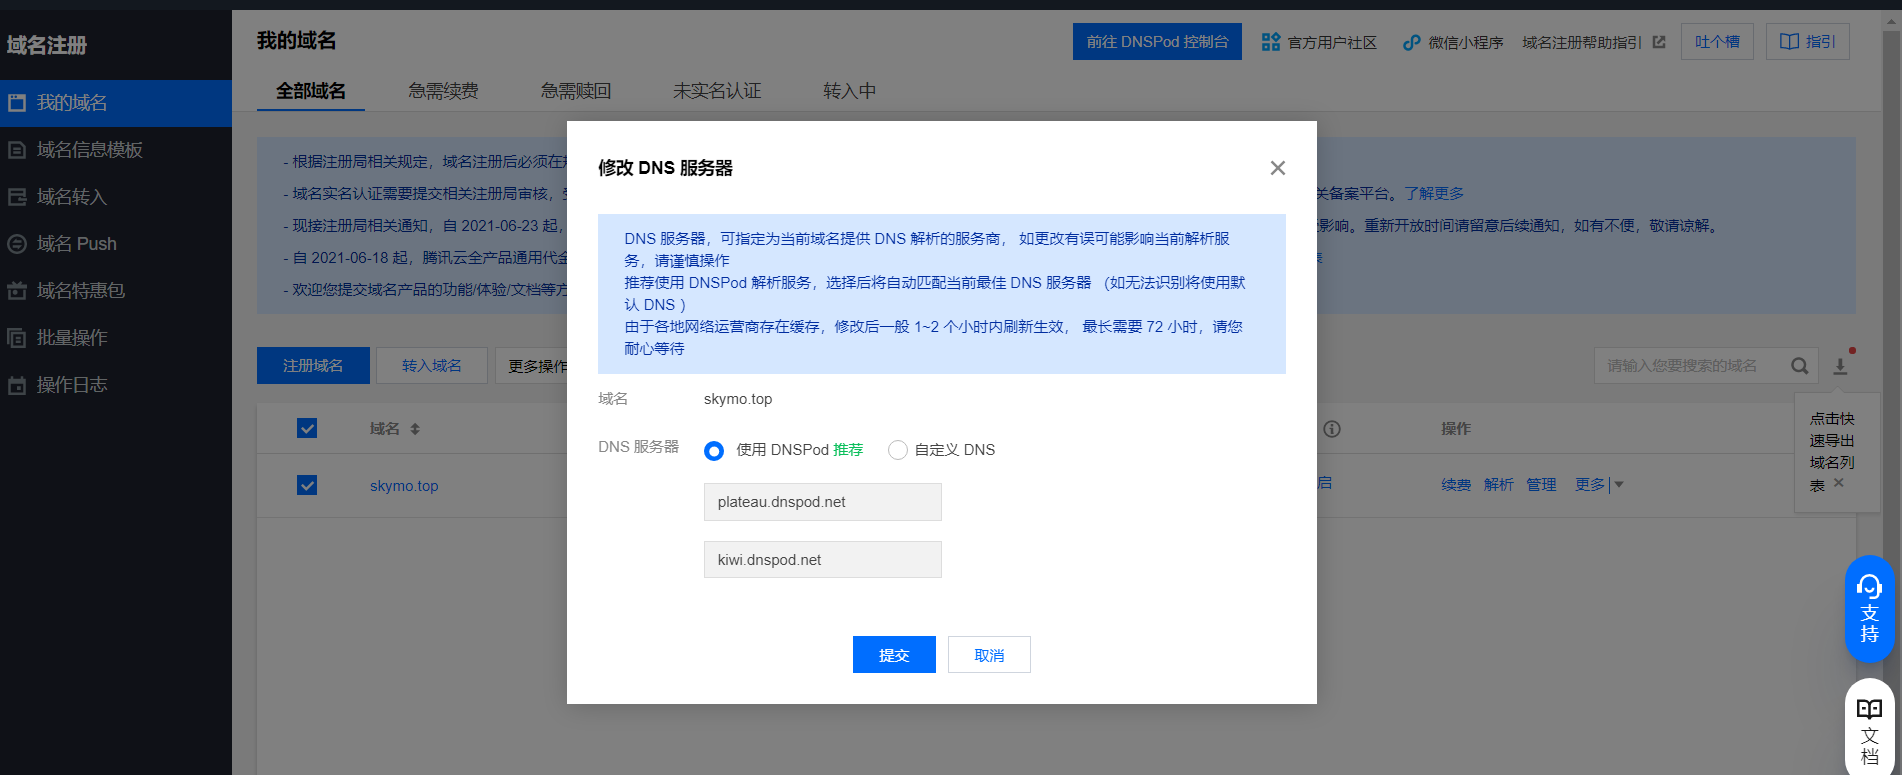 域名注册
我的域名
域名信息模板
域名转入
域名 Push
域名特惠包
批量操作
操作日志
我的域名
前往 DNSPod 控制台
官方用户社区
微信小程序
域名注册帮助指引
吐个槽
指引
全部域名
急需续费
急需赎回
未实名认证
转入中
- 根据注册局相关规定，域名注册后必须在规
- 域名实名认证需要提交相关注册局审核，
关备案平台。了解更多
- 现接注册局相关通知，自 2021-06-23 起，
影响。重新开放时间请留意后续通知，如有不便，敬请谅解。
- 自 2021-06-18 起，腾讯云全产品通用代金
- 欢迎您提交域名产品的功能/体验/文档等方
注册域名
转入域名
更多操作
请输入您要搜索的域名
点击快
速导出
域名列
表
域名
操作
skymo.top
启
续费
解析
管理
更多
修改 DNS 服务器
DNS 服务器，可指定为当前域名提供 DNS 解析的服务商， 如更改有误可能影响当前解析服
务，请谨慎操作
推荐使用 DNSPod 解析服务，选择后将自动匹配当前最佳 DNS 服务器 （如无法识别将使用默
认 DNS ）
由于各地网络运营商存在缓存，修改后一般 1~2 个小时内刷新生效， 最长需要 72 小时，请您
耐心等待
域名
skymo.top
DNS 服务器
使用 DNSPod 推荐
自定义 DNS
plateau.dnspod.net
kiwi.dnspod.net
提交
取消
支
持
文
档